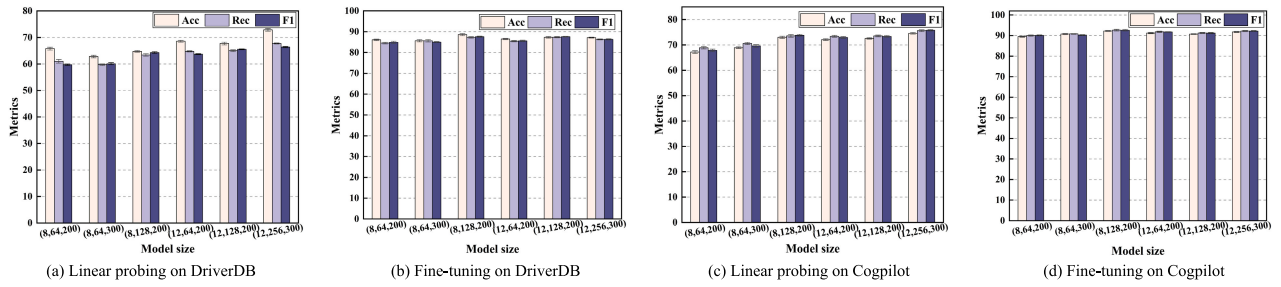 Acc Rec F1
80
70
60
50
40
30
20
10
0
Metrics
(8,64,200) (8,64,300) (8,128,200) (12,64,200) (12,128,200) (12,256,300)
Model size
(a) Linear probing on DriverDB
Acc Rec F1
100
90
80
70
60
50
40
30
20
10
0
Metrics
(8,64,200) (8,64,300) (8,128,200) (12,64,200) (12,128,200) (12,256,300)
Model size
(b) Fine-tuning on DriverDB
Acc Rec F1
80
70
60
50
40
30
20
10
0
Metrics
(8,64,200) (8,64,300) (8,128,200) (12,64,200) (12,128,200) (12,256,300)
Model size
(c) Linear probing on Cogpilot
Acc Rec F1
100
90
80
70
60
50
40
30
20
10
0
Metrics
(8,64,200) (8,64,300) (8,128,200) (12,64,200) (12,128,200) (12,256,300)
Model size
(d) Fine-tuning on Cogpilot